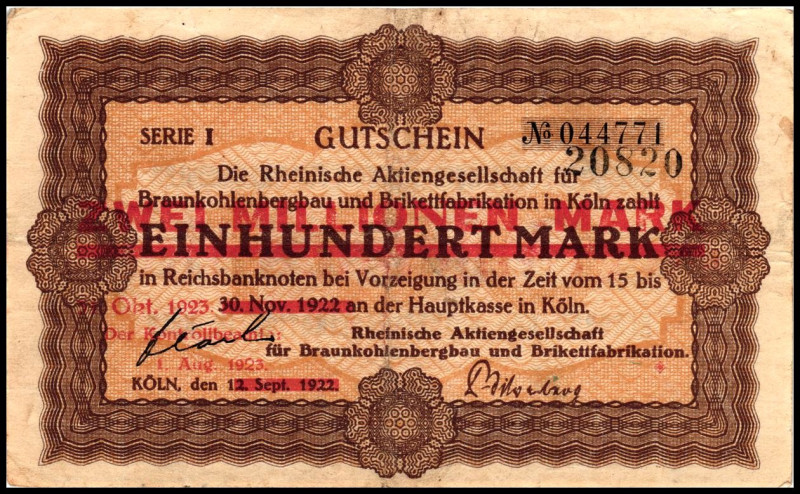 SERIE I GUTSCHEIN № 044771
20820
Die Rheinische Aktiengesellschaft für
Braunkohlenbergbau und Brikettfabrikation in Köln zahlt
ZWEI MILLIONEN MARK
EINHUNDERT MARK
in Reichsbanknoten bei Vorzeigung in der Zeit vom 15 bis
Okt. 1923. 30. Nov. 1922 an der Hauptkasse in Köln.
Der Kontrollbeamte:
Rheinische Aktiengesellschaft
für Braunkohlenbergbau und Brikettfabrikation.
1. Aug. 1923.
KÖLN, den 12. Sept. 1922.